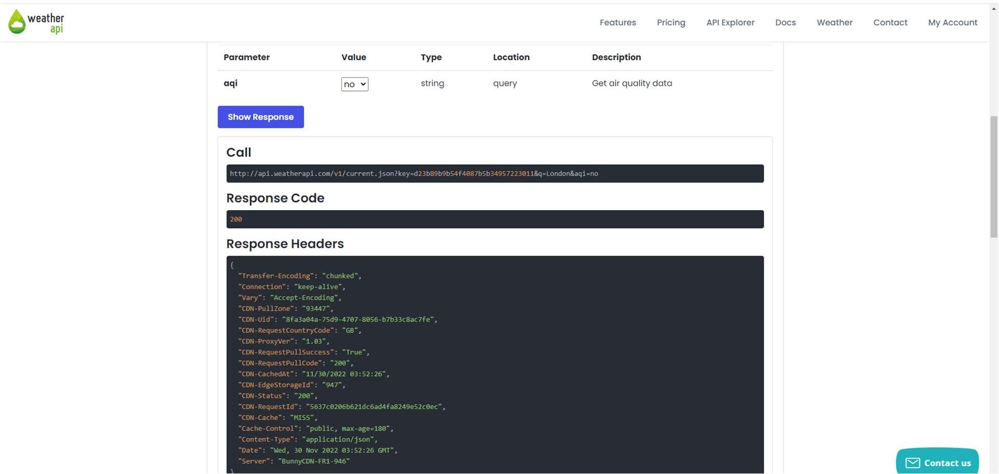 weather
api
Features Pricing API Explorer Docs Weather Contact My Account
Parameter Value Type Location Description
aqi no string query Get air quality data
Show Response
Call
http://api.weatherapi.com/v1/current.json?key=d23b89b9b54f4087b5b34957223011&q=London&aqi=no
Response Code
200
Response Headers
{
"Transfer-Encoding": "chunked",
"Connection": "keep-alive",
"Vary": "Accept-Encoding",
"CDN-PullZone": "93447",
"CDN-Uid": "8fa3a04a-75d9-4707-8056-b7b33c8ac7fe",
"CDN-RequestCountryCode": "GB",
"CDN-ProxyVer": "1.03",
"CDN-RequestPullSuccess": "True",
"CDN-RequestPullCode": "200",
"CDN-CachedAt": "11/30/2022 03:52:26",
"CDN-EdgeStorageId": "947",
"CDN-Status": "200",
"CDN-RequestId": "5637c0206b621dc6ad4fa8249e52c0ec",
"CDN-Cache": "MISS",
"Cache-Control": "public, max-age=180",
"Content-Type": "application/json",
"Date": "Wed, 30 Nov 2022 03:52:26 GMT",
"Server": "BunnyCDN-FR1-946"
}
Contact us